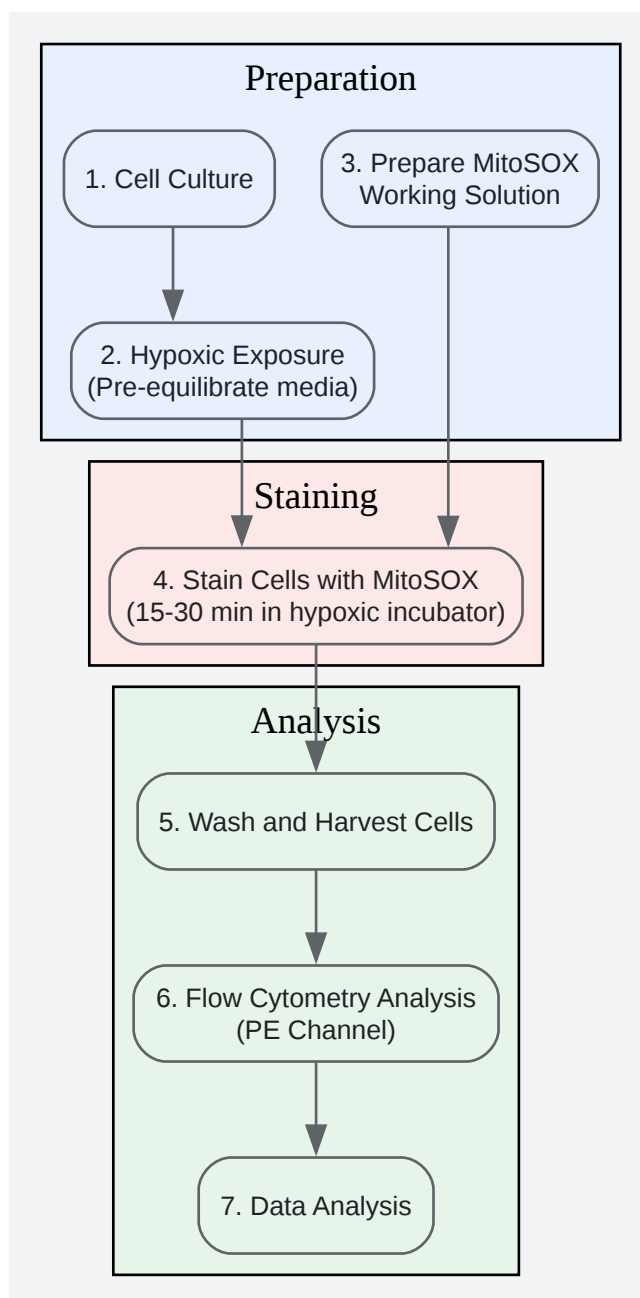 Preparation
1. Cell Culture
3. Prepare MitoSOX
Working Solution
2. Hypoxic Exposure
(Pre-equilibrate media)
Staining
4. Stain Cells with MitoSOX
(15-30 min in hypoxic incubator)
Analysis
5. Wash and Harvest Cells
6. Flow Cytometry Analysis
(PE Channel)
7. Data Analysis